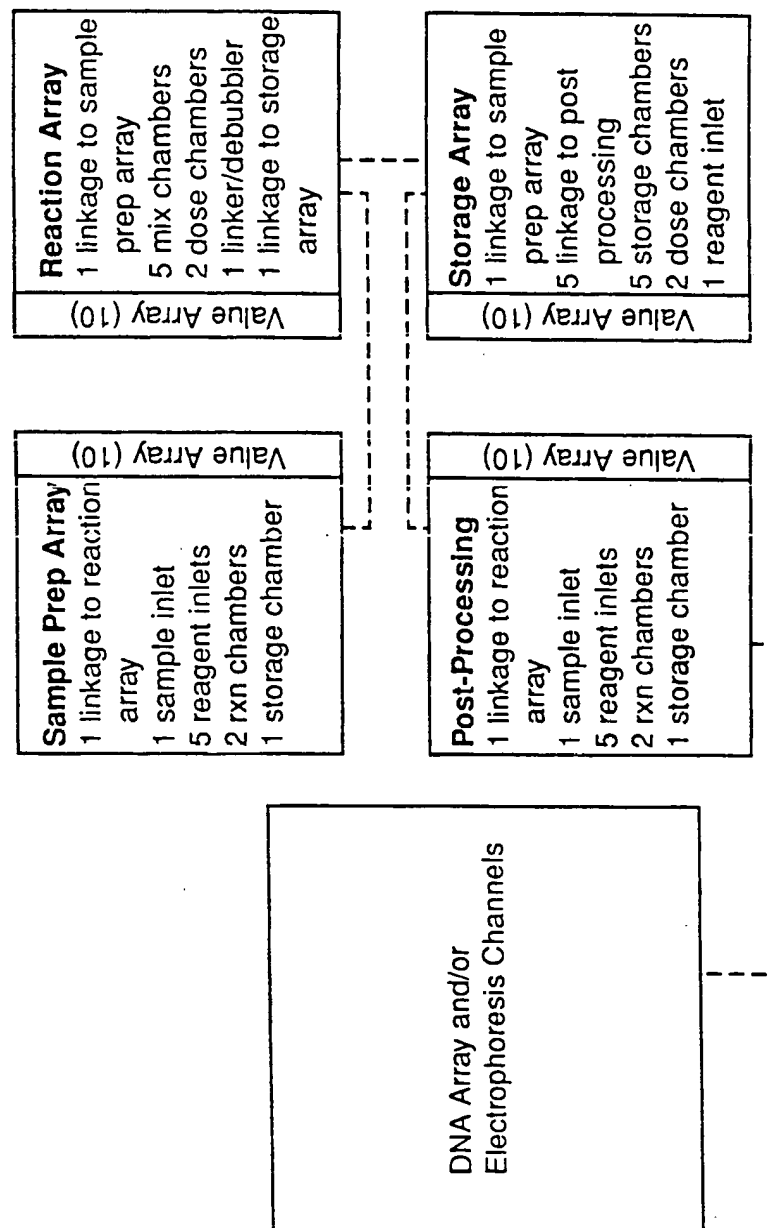 Reaction Array
1 linkage to sample
prep array
5 mix chambers
2 dose chambers
1 linker/debubbler
1 linkage to storage
array
Value Array (10)
Storage Array
1 linkage to sample
prep array
5 linkage to post
processing
5 storage chambers
2 dose chambers
1 reagent inlet
Value Array (10)
Sample Prep Array
1 linkage to reaction
array
1 sample inlet
5 reagent inlets
2 rxn chambers
1 storage chamber
Value Array (10)
Post-Processing
1 linkage to reaction
array
1 sample inlet
5 reagent inlets
2 rxn chambers
1 storage chamber
Value Array (10)
DNA Array and/or
Electrophoresis Channels